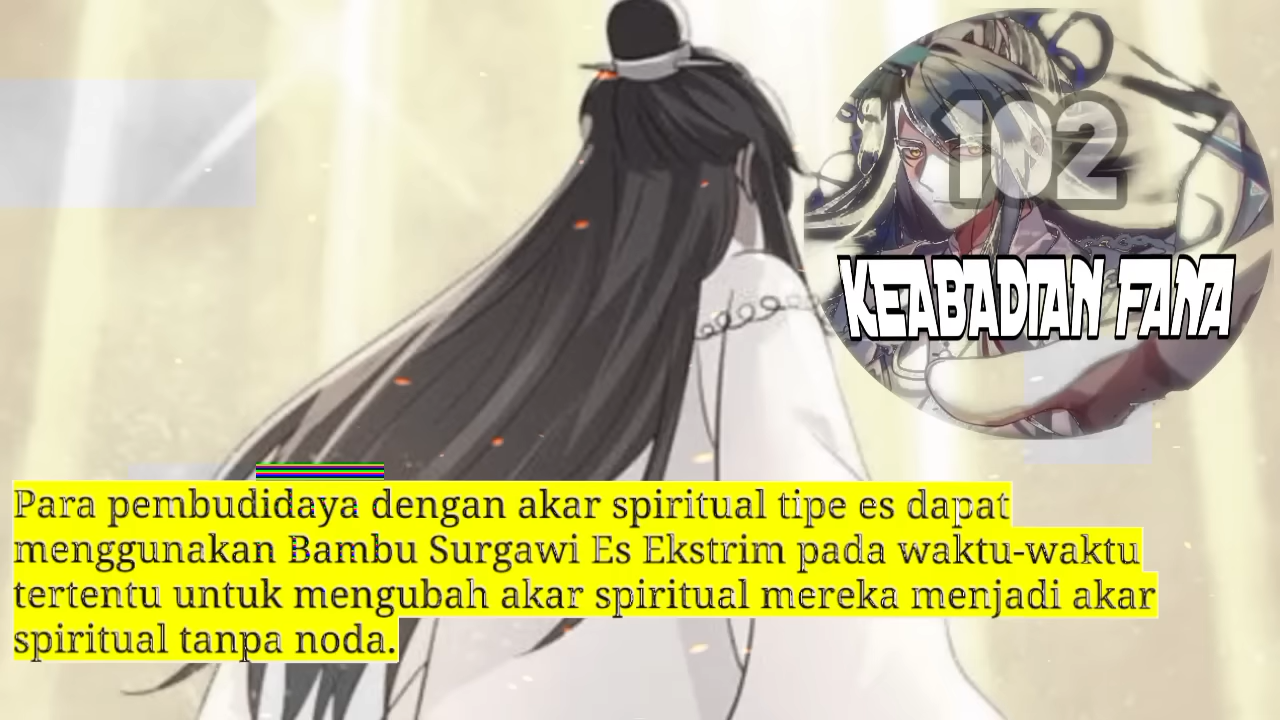 102
KEABADIAN FANA
Para pembudidaya dengan akar spiritual tipe es dapat
menggunakan Bambu Surgawi Es Ekstrim pada waktu-waktu
tertentu untuk mengubah akar spiritual mereka menjadi akar
spiritual tanpa noda.